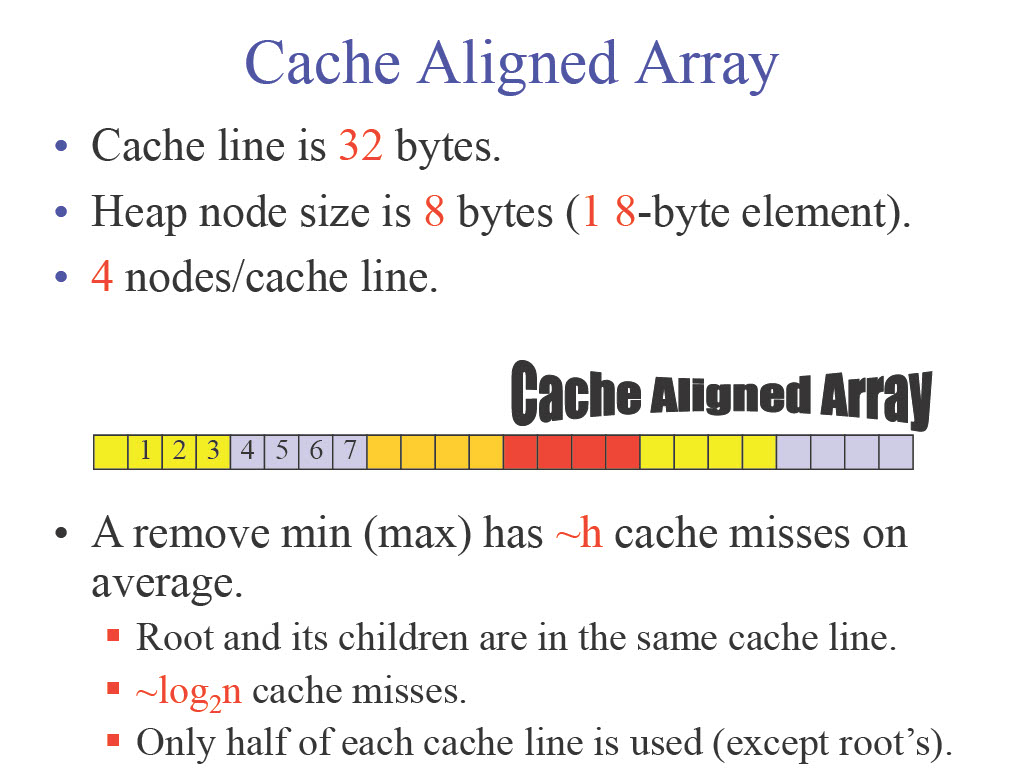 Cache Aligned Array
• Cache line is 32 bytes.
• Heap node size is 8 bytes (1 8-byte element).
• 4 nodes/cache line.
Cache Aligned Array
1 2 3 4 5 6 7
• A remove min (max) has ~h cache misses on
average.
▪ Root and its children are in the same cache line.
▪ ~log₂n cache misses.
▪ Only half of each cache line is used (except root’s).